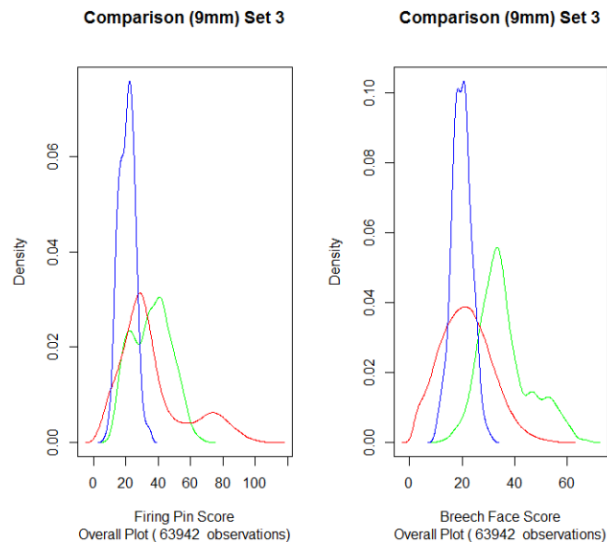 Comparison (9mm) Set 3
Density
0.00
0.02
0.04
0.06
0 20 40 60 80 100
Firing Pin Score
Overall Plot ( 63942 observations)
Comparison (9mm) Set 3
Density
0.00
0.02
0.04
0.06
0.08
0.10
0 20 40 60
Breech Face Score
Overall Plot ( 63942 observations)